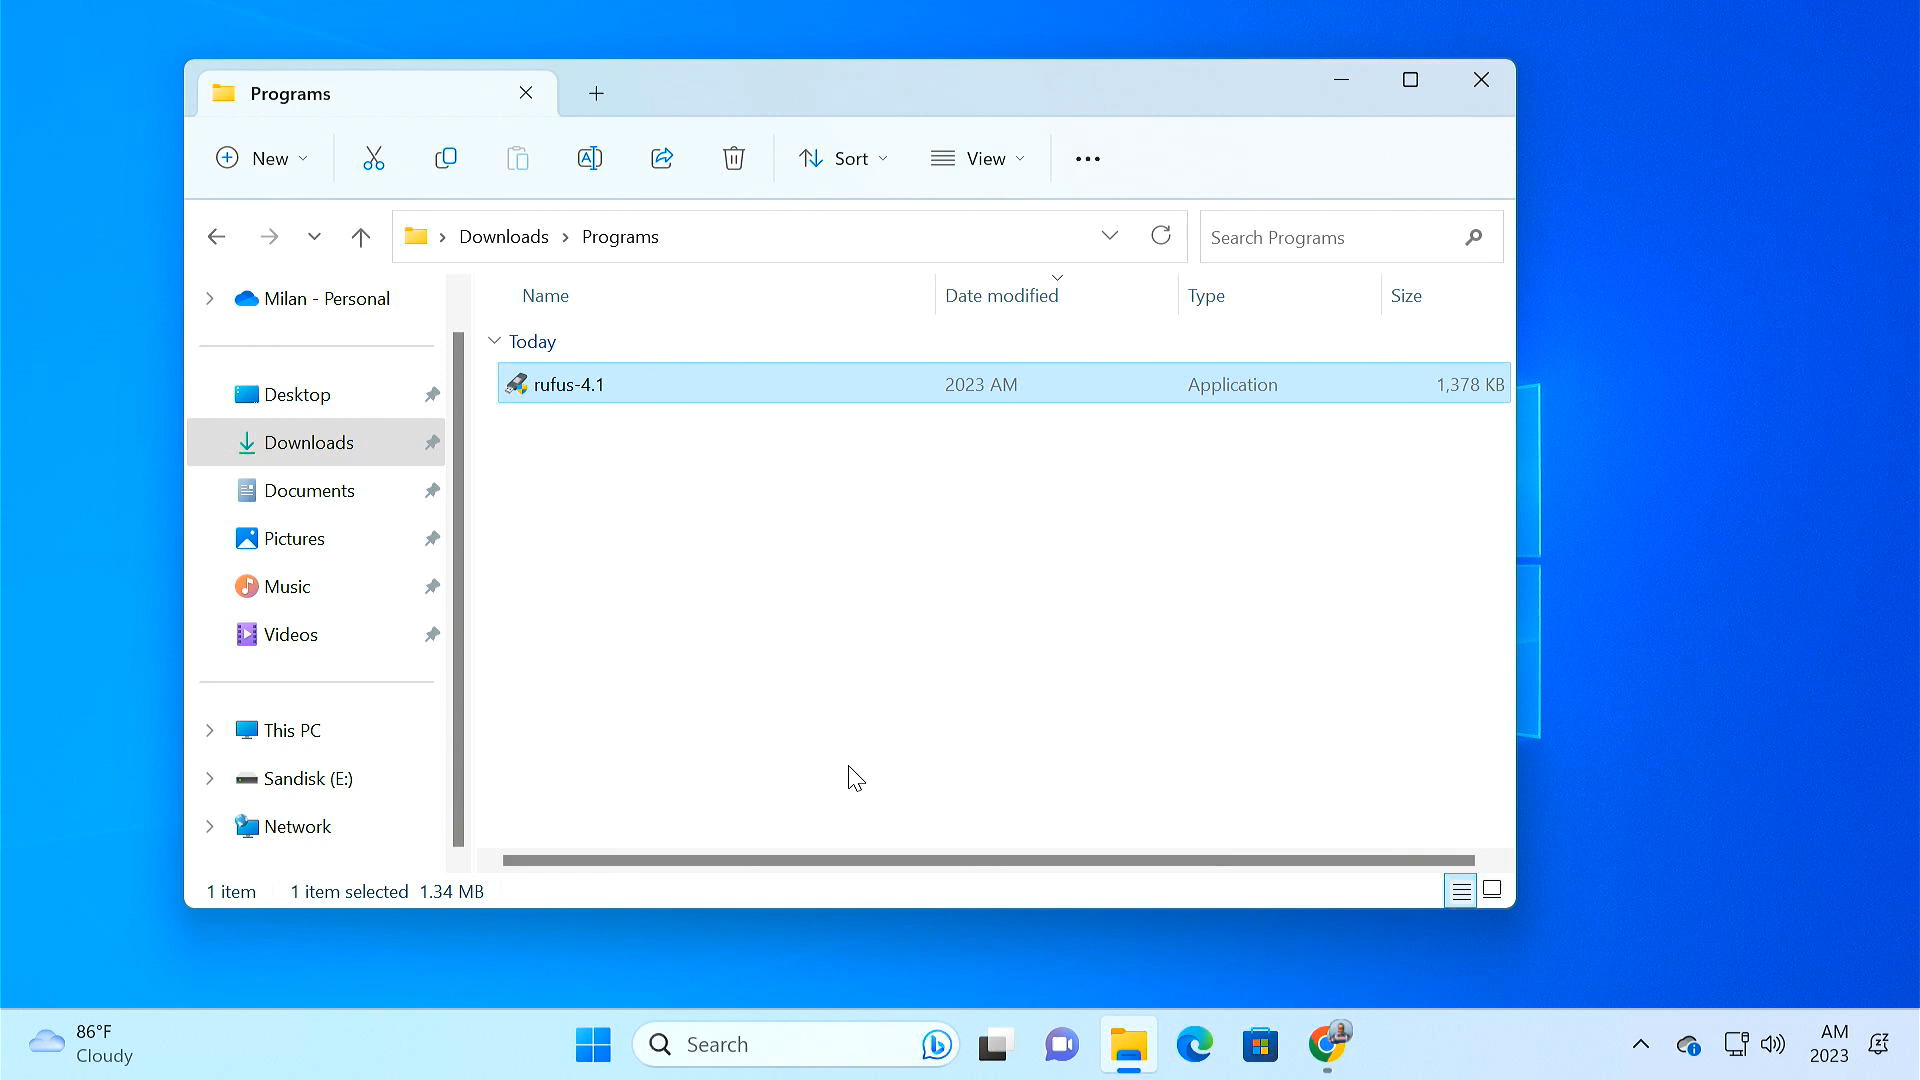 Programs
New
Sort
View
Downloads
Programs
Search Programs
Milan - Personal
Desktop
Downloads
Documents
Pictures
Music
Videos
This PC
Sandisk (E:)
Network
Name
Date modified
Type
Size
Today
rufus-4.1
2023 AM
Application
1,378 KB
1 item
1 item selected
1.34 MB
86°F
Cloudy
Search
AM
2023